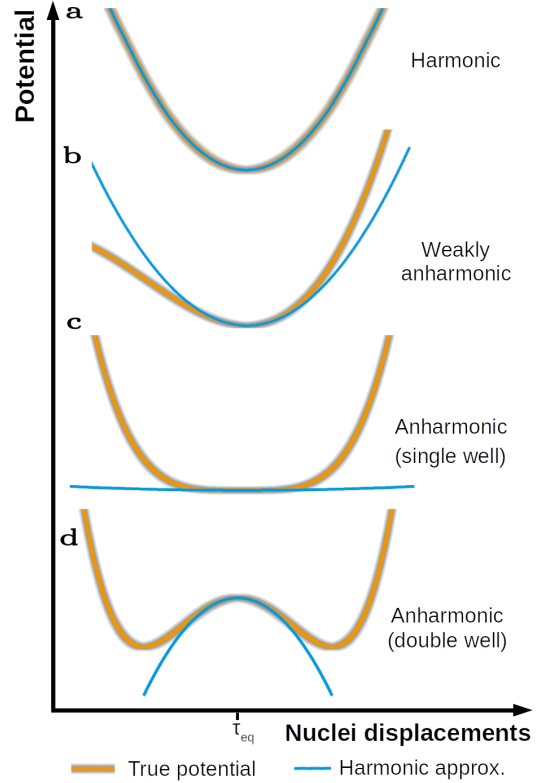 a
Potential
Harmonic
b
Weakly
anharmonic
c
Anharmonic
(single well)
d
Anharmonic
(double well)
τeq
Nuclei displacements
True potential
Harmonic approx.